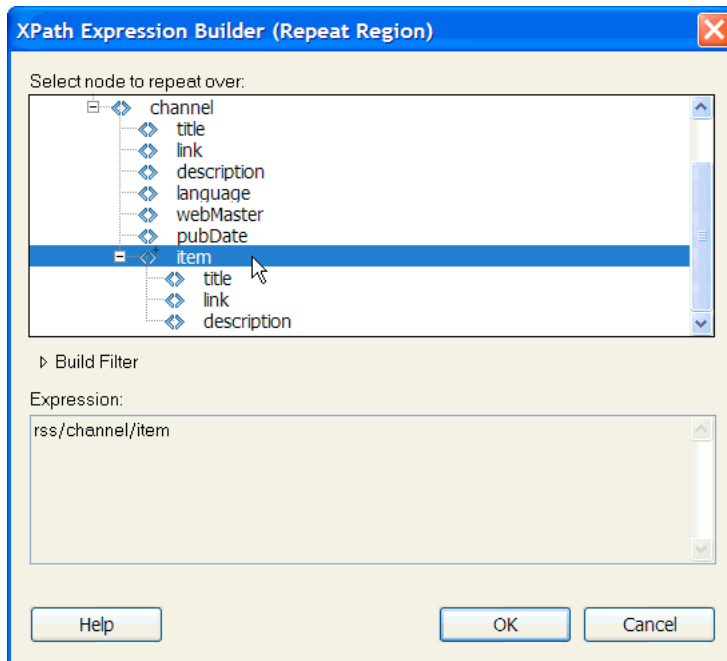 XPath Expression Builder (Repeat Region)
Select node to repeat over:
channel
title
link
description
language
webMaster
pubDate
item
title
link
description
Build Filter
Expression:
rss/channel/item
Help
OK
Cancel